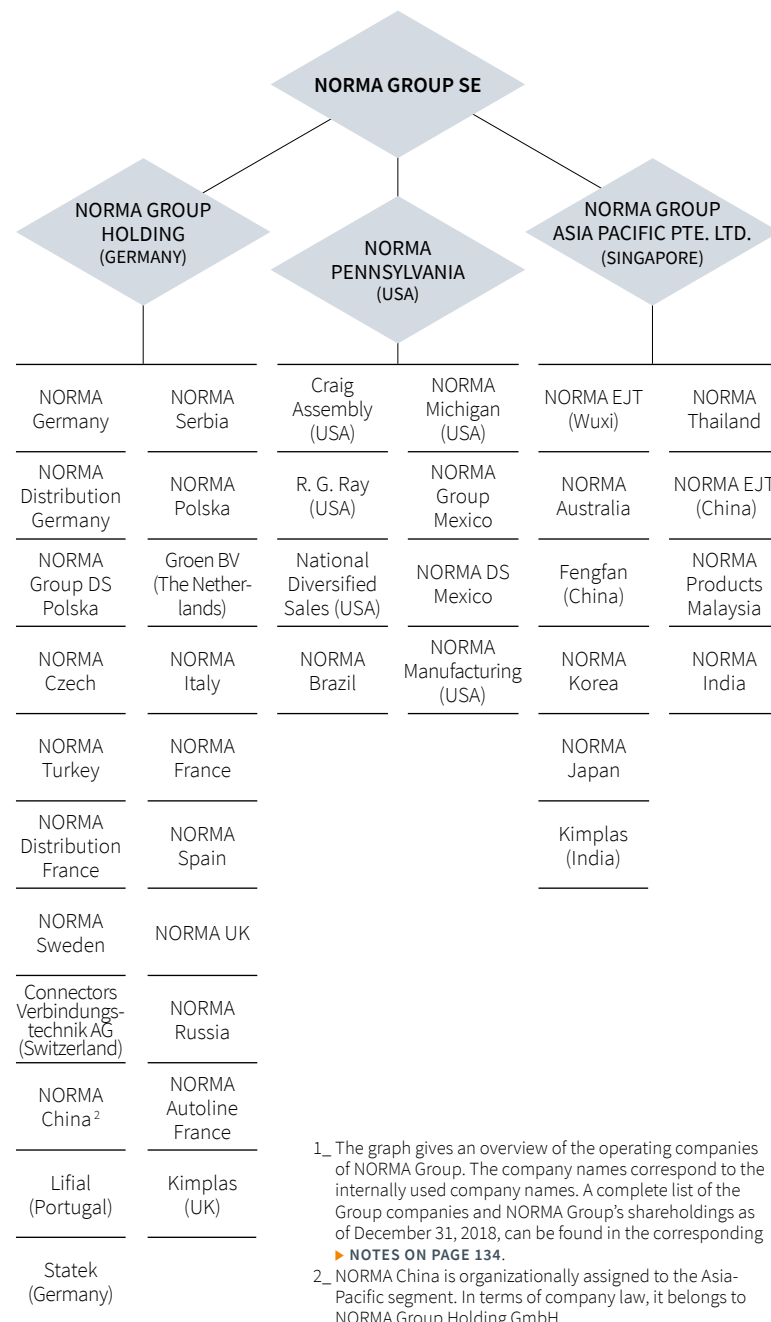 NORMA GROUP SE
NORMA GROUP
HOLDING
(GERMANY)
NORMA
PENNSYLVANIA
(USA)
NORMA GROUP
ASIA PACIFIC PTE. LTD.
(SINGAPORE)
NORMA
Germany
NORMA
Serbia
Craig
Assembly
(USA)
NORMA
Michigan
(USA)
NORMA EJT
(Wuxi)
NORMA
Thailand
NORMA
Distribution
Germany
NORMA
Polska
R. G. Ray
(USA)
NORMA
Group
Mexico
NORMA
Australia
NORMA EJT
(China)
NORMA
Group DS
Polska
Groen BV
(The Nether-
lands)
National
Diversified
Sales (USA)
NORMA DS
Mexico
Fengfan
(China)
NORMA
Products
Malaysia
NORMA
Czech
NORMA
Italy
NORMA
Brazil
NORMA
Manufacturing
(USA)
NORMA
Korea
NORMA
India
NORMA
Turkey
NORMA
France
NORMA
Japan
NORMA
Distribution
France
NORMA
Spain
Kimplas
(India)
NORMA
Sweden
NORMA UK
Connectors
Verbindungs-
technik AG
(Switzerland)
NORMA
Russia
NORMA
China 2
NORMA
Autoline
France
Lifial
(Portugal)
Kimplas
(UK)
Statek
(Germany)
1_ The graph gives an overview of the operating companies
of NORMA Group. The company names correspond to the
internally used company names. A complete list of the
Group companies and NORMA Group's shareholdings as
of December 31, 2018, can be found in the corresponding
▶ NOTES ON PAGE 134.
2_ NORMA China is organizationally assigned to the Asia-
Pacific segment. In terms of company law, it belongs to
NORMA Group Holding GmbH.